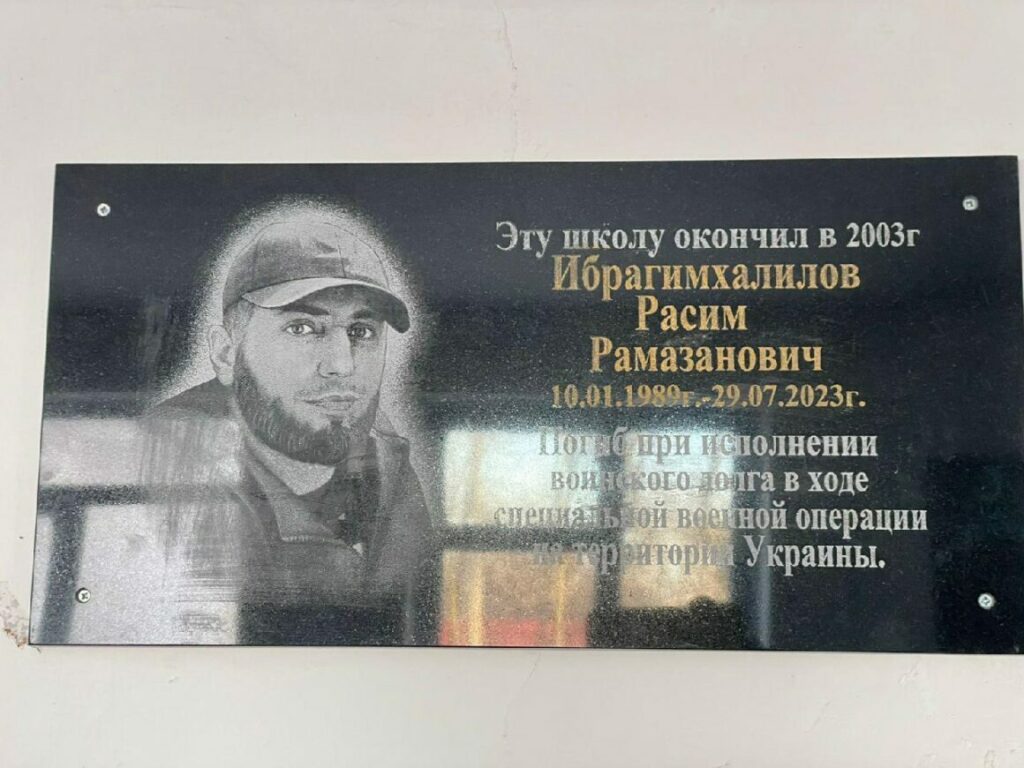 Эту школу окончил в 2003г
Ибрагимхалилов
Расим
Рамазанович
10.01.1989г.-29.07.2023г.
Погиб при исполнении
воинского долга в ходе
специальной военной операции
на территории Украины.